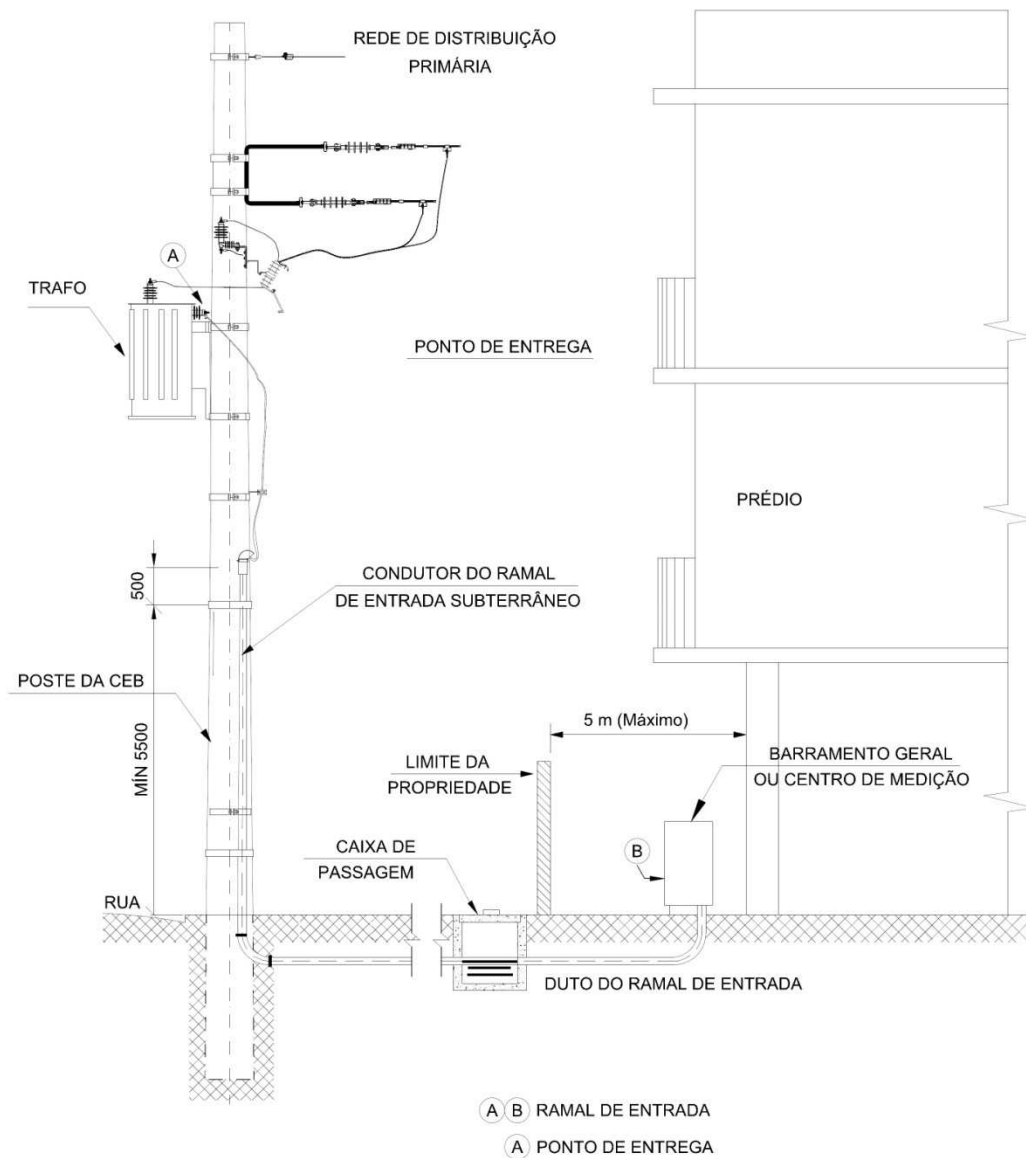 REDE DE DISTRIBUIÇÃO
PRIMÁRIA
A
TRAFO
PONTO DE ENTREGA
PRÉDIO
500
CONDUTOR DO RAMAL
DE ENTRADA SUBTERRÂNEO
POSTE DA CEB
MÍN 5500
5 m (Máximo)
LIMITE DA
PROPRIEDADE
BARRAMENTO GERAL
OU CENTRO DE MEDIÇÃO
CAIXA DE
PASSAGEM
B
RUA
DUTO DO RAMAL DE ENTRADA
A B RAMAL DE ENTRADA
A PONTO DE ENTREGA